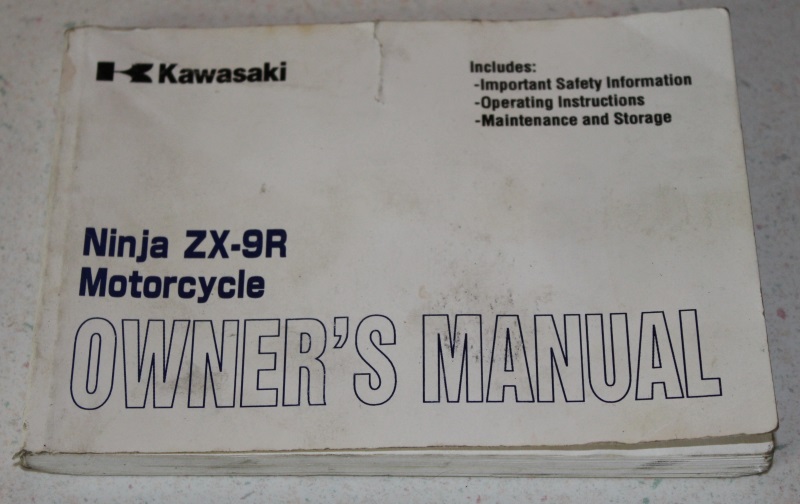 Kawasaki
Includes:
-Important Safety Information
-Operating Instructions
-Maintenance and Storage
Ninja ZX-9R
Motorcycle
OWNER'S MANUAL